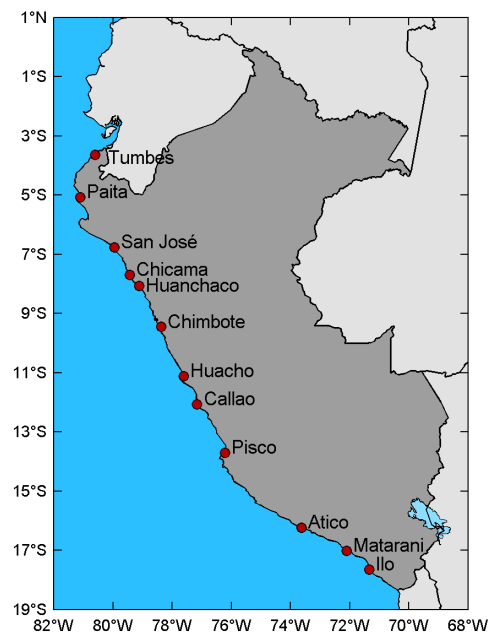 1°N
1°S
3°S
Tumbes
5°S
Paita
7°S
San José
Chicama
Huanchaco
9°S
Chimbote
11°S
Huacho
Callao
13°S
Pisco
15°S
Atico
17°S
Matarani
Ilo
19°S
82°W 80°W 78°W 76°W 74°W 72°W 70°W 68°W